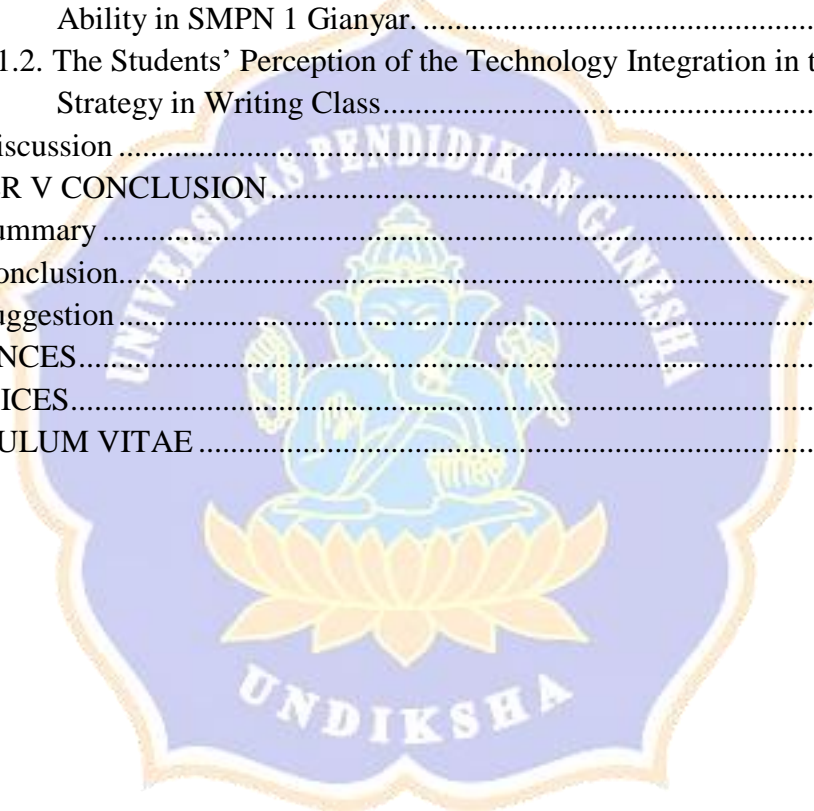 Ability in SMPN 1 Gianyar. ........................................................
1.2. The Students' Perception of the Technology Integration in t
Strategy in Writing Class..............................................................
iscussion ......................................................................................................
R V CONCLUSION.................................................................................
ummary .......................................................................................................
onclusion.....................................................................................................
uggestion .....................................................................................................
NCES............................................................................................................
ICES..............................................................................................................
ULUM VITAE ............................................................................................
UNIVERSITAS PENDIDIKAN GANESHA
UNDIKSHA